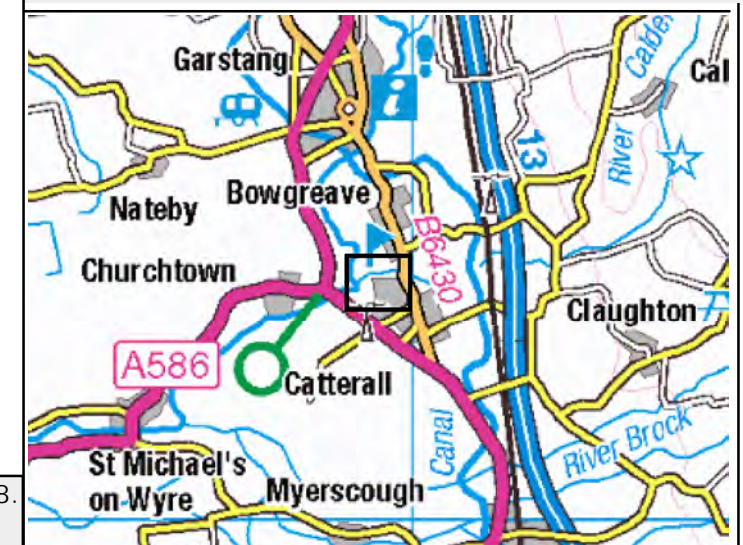 Garstang
Calder
Cal
13
River
Nateby
Bowgreave
B6430
Churchtown
Claughton
A586
Catterall
Canal
River Brock
St Michael's
on Wyre
Myerscough
3.